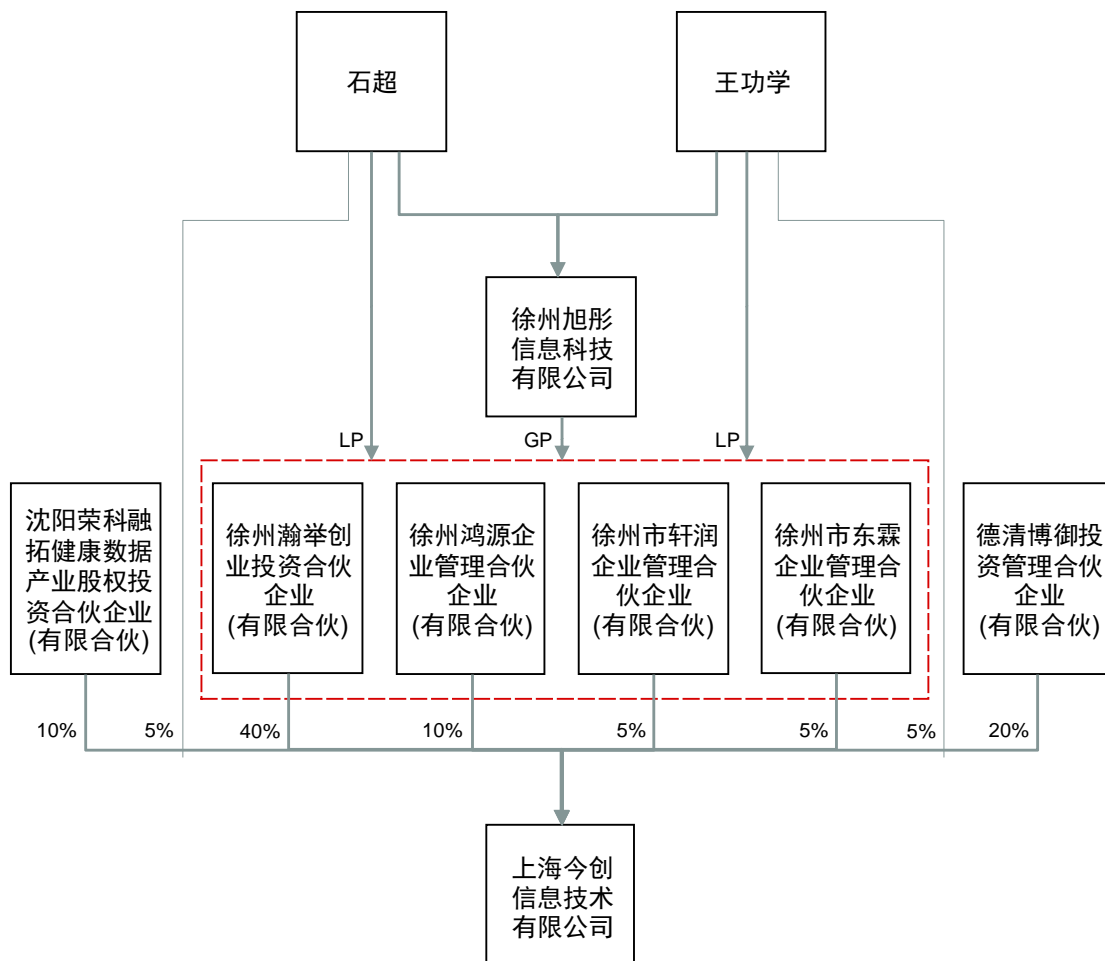 石超
王功学
徐州旭彤
信息科技
有限公司
LP
GP
LP
沈阳荣科融
拓健康数据
产业股权投
资合伙企业
(有限合伙)
徐州瀚举创
业投资合伙
企业
(有限合伙)
徐州鸿源企
业管理合伙
企业
(有限合伙)
徐州市轩润
企业管理合
伙企业
(有限合伙)
徐州市东霖
企业管理合
伙企业
(有限合伙)
德清博御投
资管理合伙
企业
(有限合伙)
10%
5%
40%
10%
5%
5%
5%
20%
上海今创
信息技术
有限公司